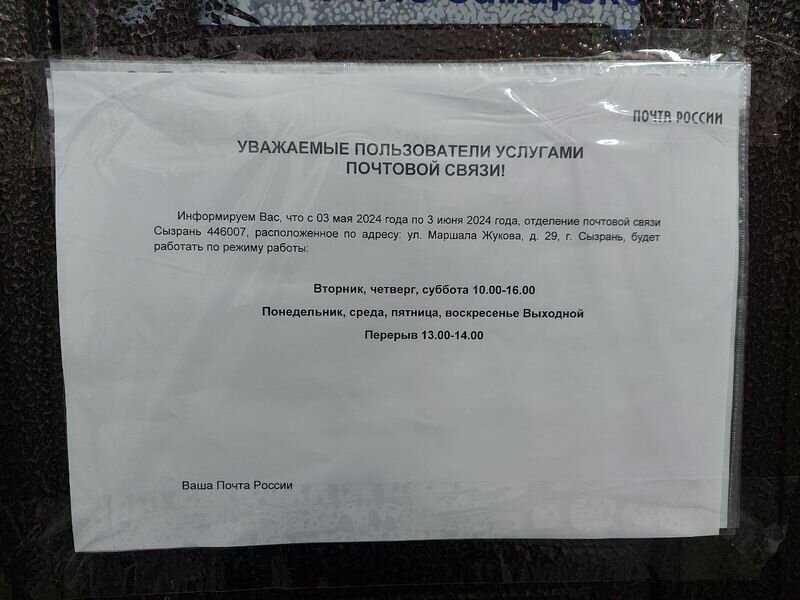 ПОЧТА РОССИИ
УВАЖАЕМЫЕ ПОЛЬЗОВАТЕЛИ УСЛУГАМИ
ПОЧТОВОЙ СВЯЗИ!
Информируем Вас, что с 03 мая 2024 года по 3 июня 2024 года, отделение почтовой связи
Сызрань 446007, расположенное по адресу: ул. Маршала Жукова, д. 29, г. Сызрань, будет
работать по режиму работы:
Вторник, четверг, суббота 10.00-16.00
Понедельник, среда, пятница, воскресенье Выходной
Перерыв 13.00-14.00
Ваша Почта России